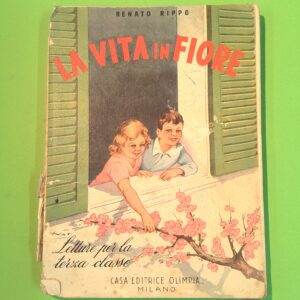 RENATO RIPPO
LA VITA IN FIORE
Letture per la
terza classe
CASA EDITRICE OLIMPIA
MILANO